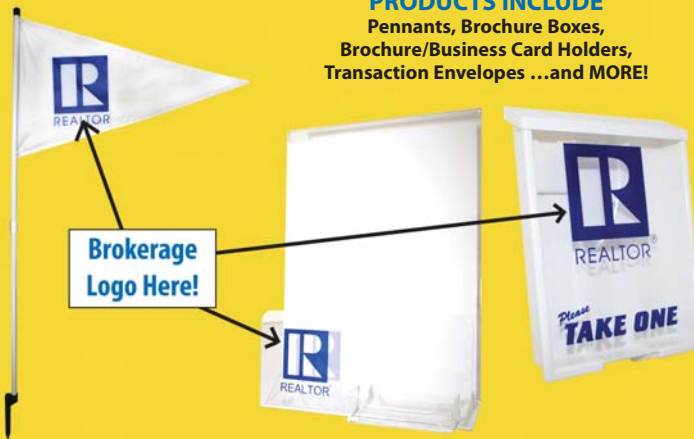 PRODUCTS INCLUDE
Pennants, Brochure Boxes,
Brochure/Business Card Holders,
Transaction Envelopes …and MORE!
R
REALTOR
Brokerage
Logo Here!
R
REALTOR
R
REALTOR®
Please
TAKE ONE